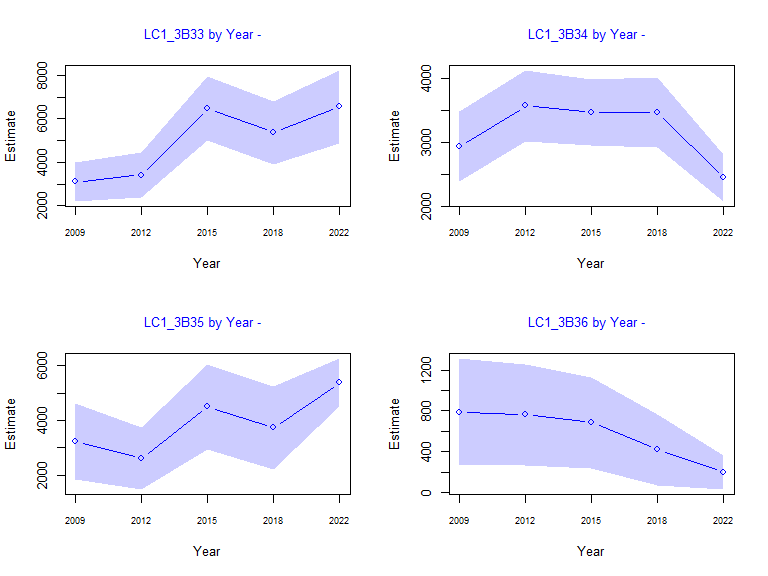 LC1_3B33 by Year -
Estimate
2000 4000 6000 8000
2009 2012 2015 2018 2022
Year
LC1_3B34 by Year -
Estimate
2000 3000 4000
2009 2012 2015 2018 2022
Year
LC1_3B35 by Year -
Estimate
2000 4000 6000
2009 2012 2015 2018 2022
Year
LC1_3B36 by Year -
Estimate
0 400 800 1200
2009 2012 2015 2018 2022
Year